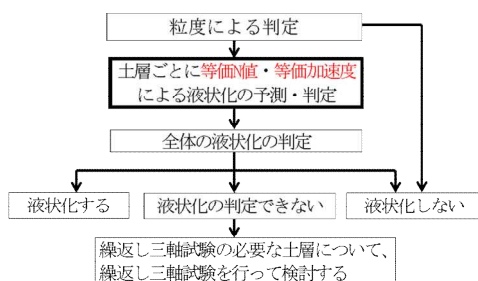 粒度による判定
土層ごとに等価N値・等価加速度
による液状化の予測・判定
全体の液状化の判定
液状化する
液状化の判定できない
液状化しない
繰返し三軸試験の必要な土層について、
繰返し三軸試験を行って検討する